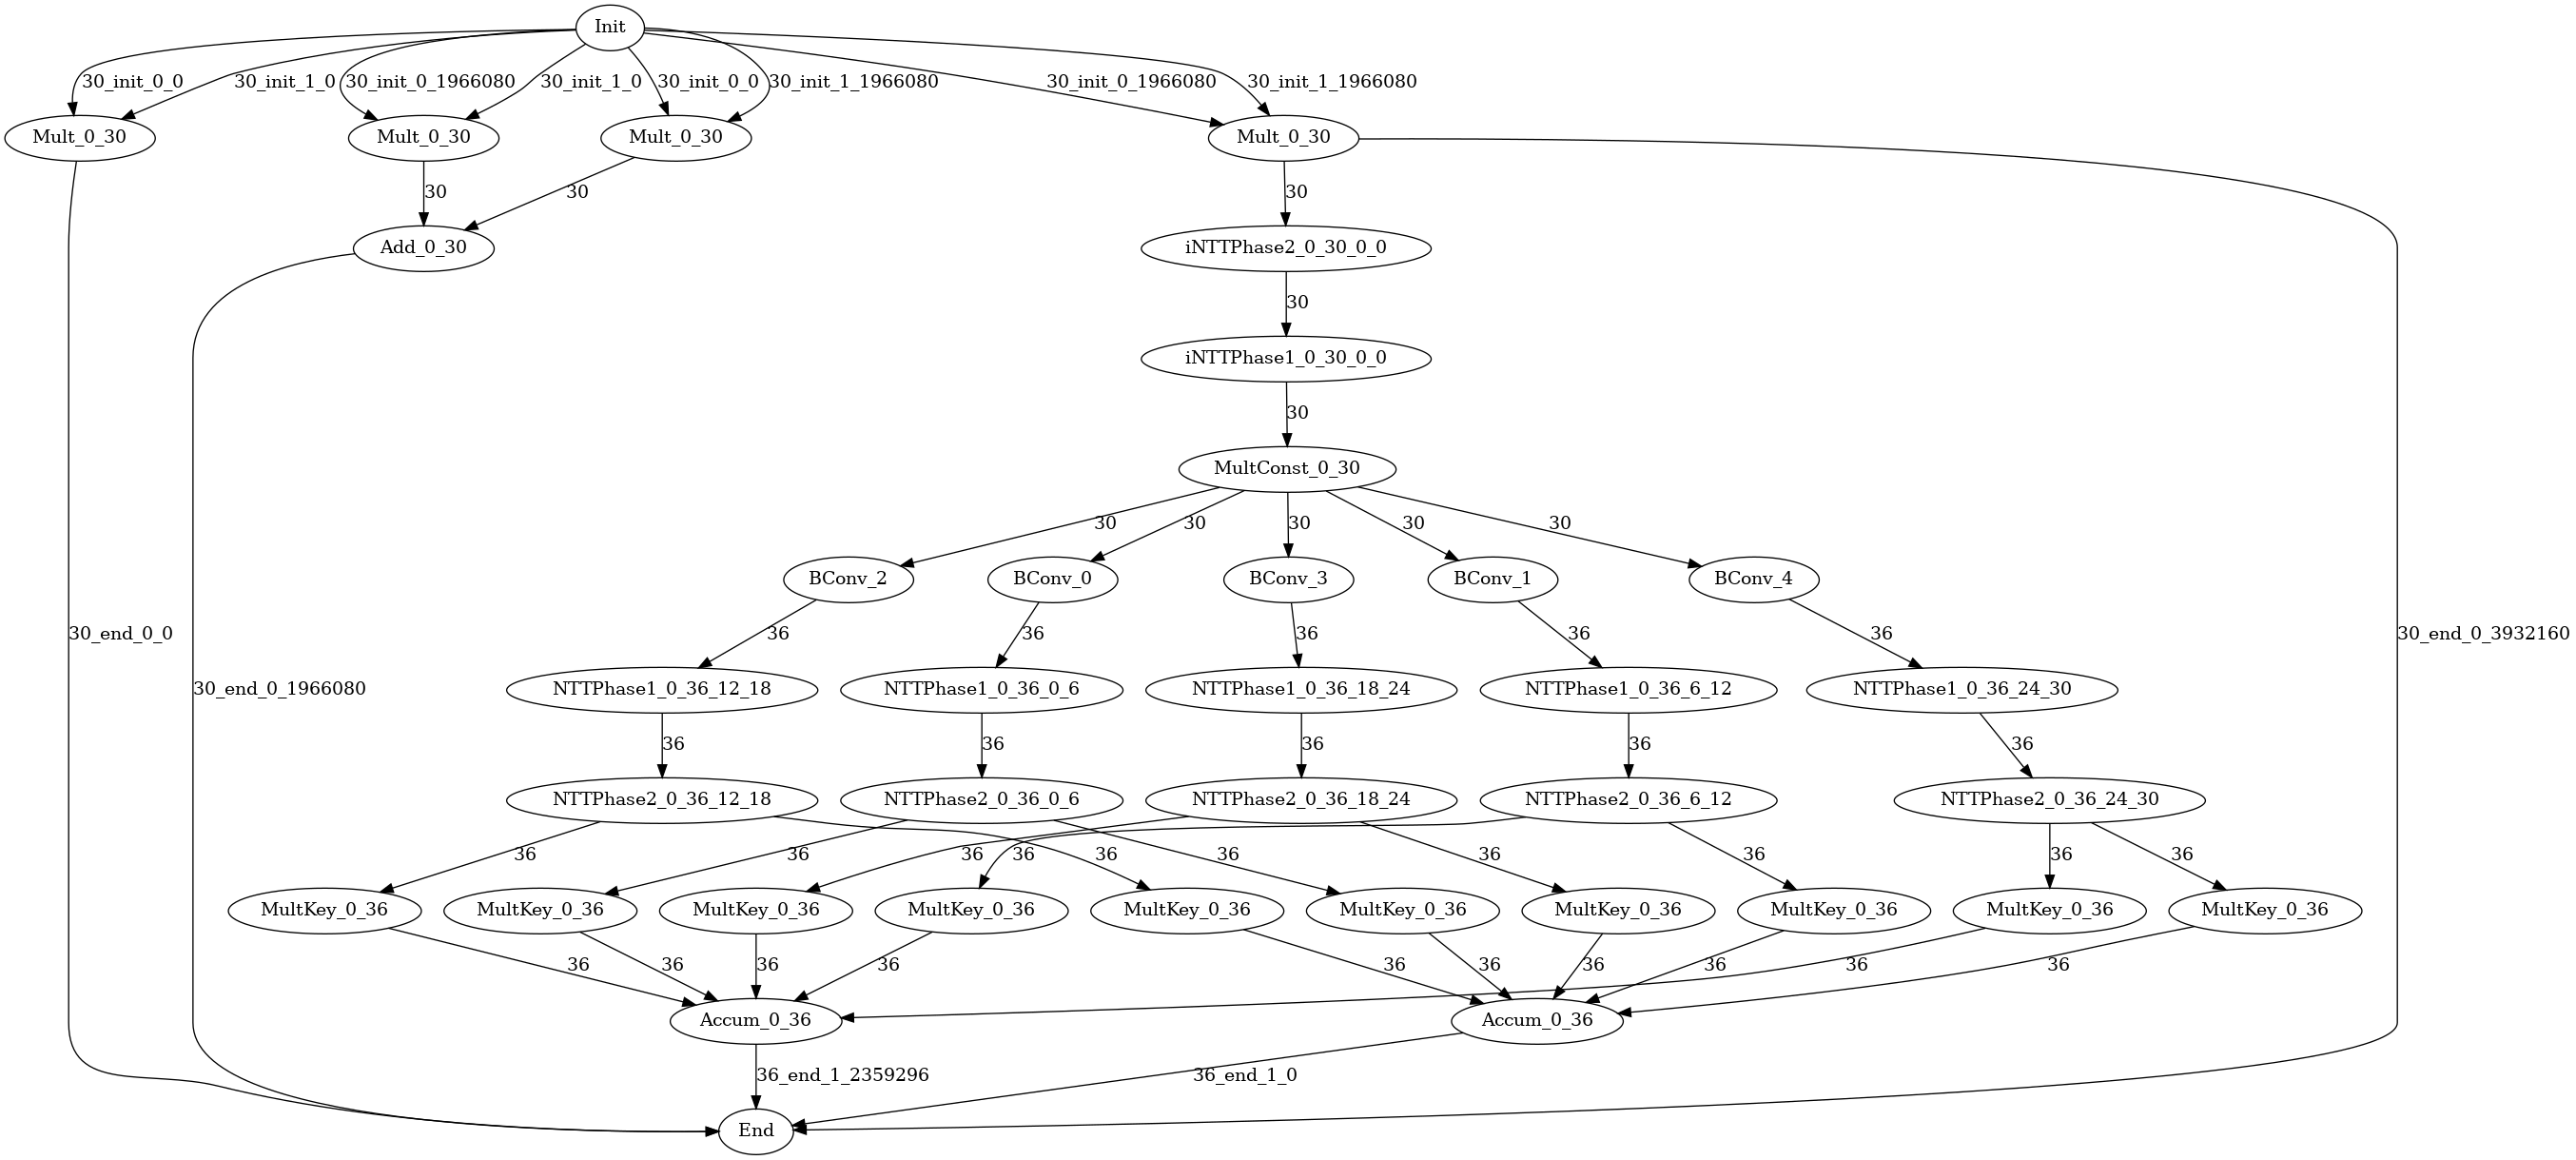 Init
30_init_0_0
30_init_1_0
30_init_0_1966080
30_init_1_0
30_init_0_0
30_init_1_1966080
30_init_0_1966080
30_init_1_1966080
Mult_0_30
Mult_0_30
Mult_0_30
Mult_0_30
30
30
30
Add_0_30
iNTTPhase2_0_30_0_0
30
iNTTPhase1_0_30_0_0
30
MultConst_0_30
30
30
30
30
30
BConv_2
BConv_0
BConv_3
BConv_1
BConv_4
30_end_0_0
36
36
36
36
36
30_end_0_3932160
30_end_0_1966080
NTTPhase1_0_36_12_18
NTTPhase1_0_36_0_6
NTTPhase1_0_36_18_24
NTTPhase1_0_36_6_12
NTTPhase1_0_36_24_30
36
36
36
36
36
NTTPhase2_0_36_12_18
NTTPhase2_0_36_0_6
NTTPhase2_0_36_18_24
NTTPhase2_0_36_6_12
NTTPhase2_0_36_24_30
36
36
36
36
36
36
36
36
36
36
MultKey_0_36
MultKey_0_36
MultKey_0_36
MultKey_0_36
MultKey_0_36
MultKey_0_36
MultKey_0_36
MultKey_0_36
MultKey_0_36
MultKey_0_36
36
36
36
36
36
36
36
36
36
36
Accum_0_36
Accum_0_36
36_end_1_2359296
36_end_1_0
End